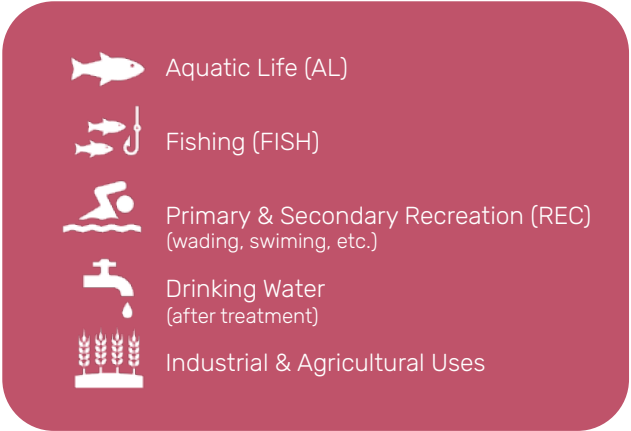 Aquatic Life (AL)
Fishing (FISH)
Primary & Secondary Recreation (REC)
(wading, swiming, etc.)
Drinking Water
(after treatment)
Industrial & Agricultural Uses